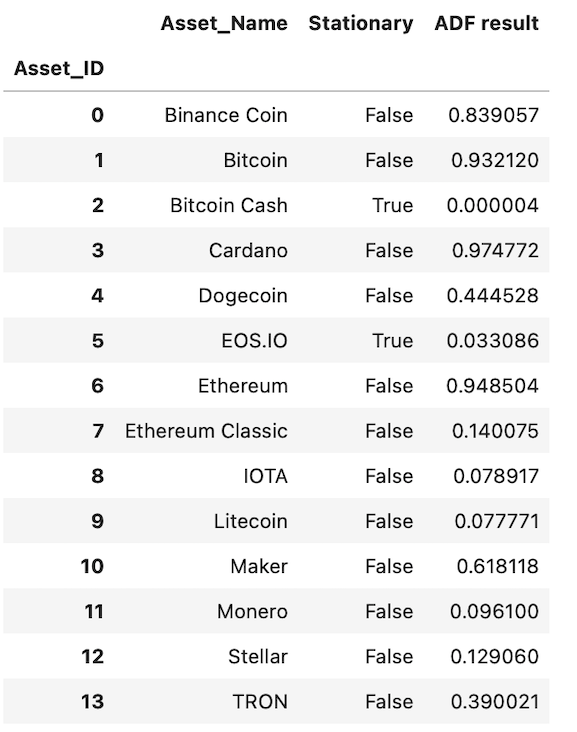 Asset_Name Stationary ADF result
Asset_ID
0 Binance Coin False 0.839057
1 Bitcoin False 0.932120
2 Bitcoin Cash True 0.000004
3 Cardano False 0.974772
4 Dogecoin False 0.444528
5 EOS.IO True 0.033086
6 Ethereum False 0.948504
7 Ethereum Classic False 0.140075
8 IOTA False 0.078917
9 Litecoin False 0.077771
10 Maker False 0.618118
11 Monero False 0.096100
12 Stellar False 0.129060
13 TRON False 0.390021